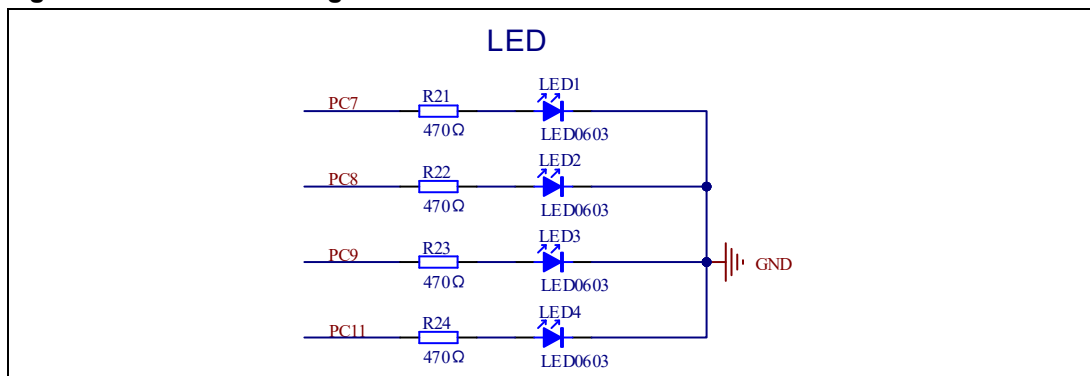 LED
LED1
PC7
R21
470Ω
LED0603
LED2
PC8
R22
470Ω
LED0603
LED3
PC9
R23
470Ω
LED0603
GND
LED4
PC11
R24
470Ω
LED0603